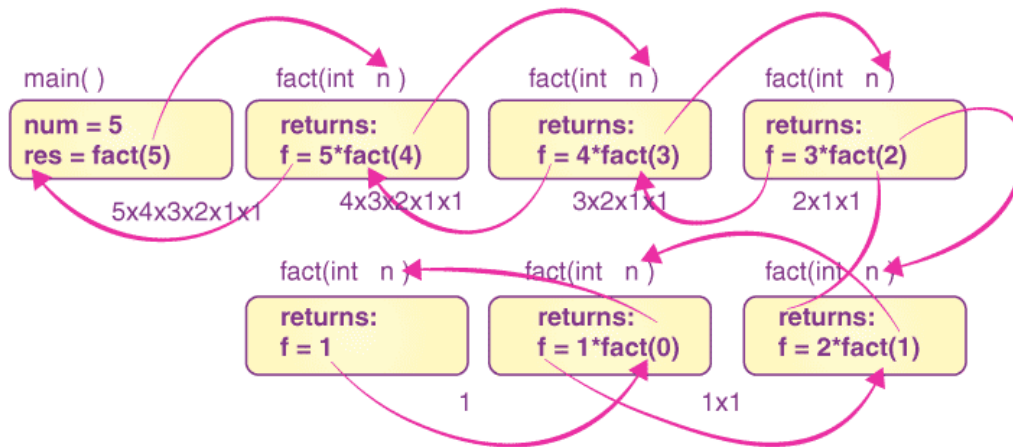 main( )
fact(int n )
fact(int n )
fact(int n )
num = 5
res = fact(5)
returns:
f = 5*fact(4)
returns:
f = 4*fact(3)
returns:
f = 3*fact(2)
5x4x3x2x1x1
4x3x2x1x1
3x2x1x1
2x1x1
fact(int n )
fact(int n )
fact(int n )
returns:
f = 1
returns:
f = 1*fact(0)
returns:
f = 2*fact(1)
1
1x1